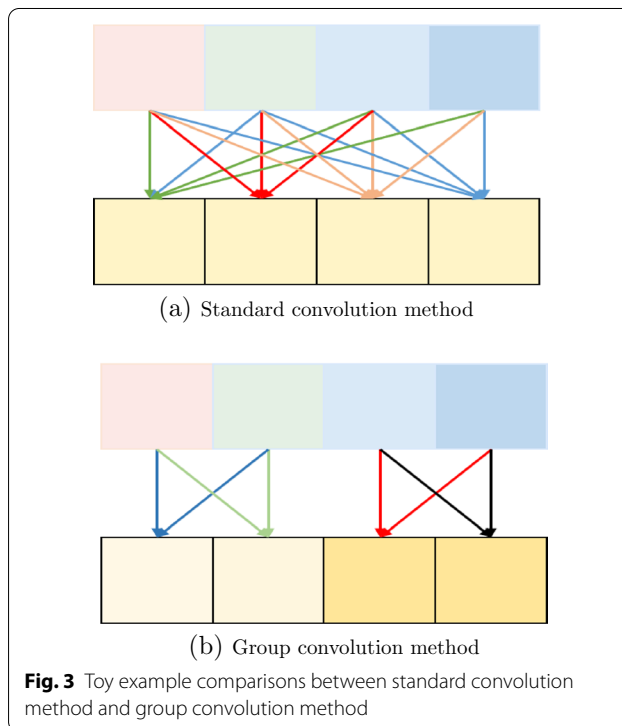 (a) Standard convolution method
(b) Group convolution method
Fig. 3 Toy example comparisons between standard convolution
method and group convolution method